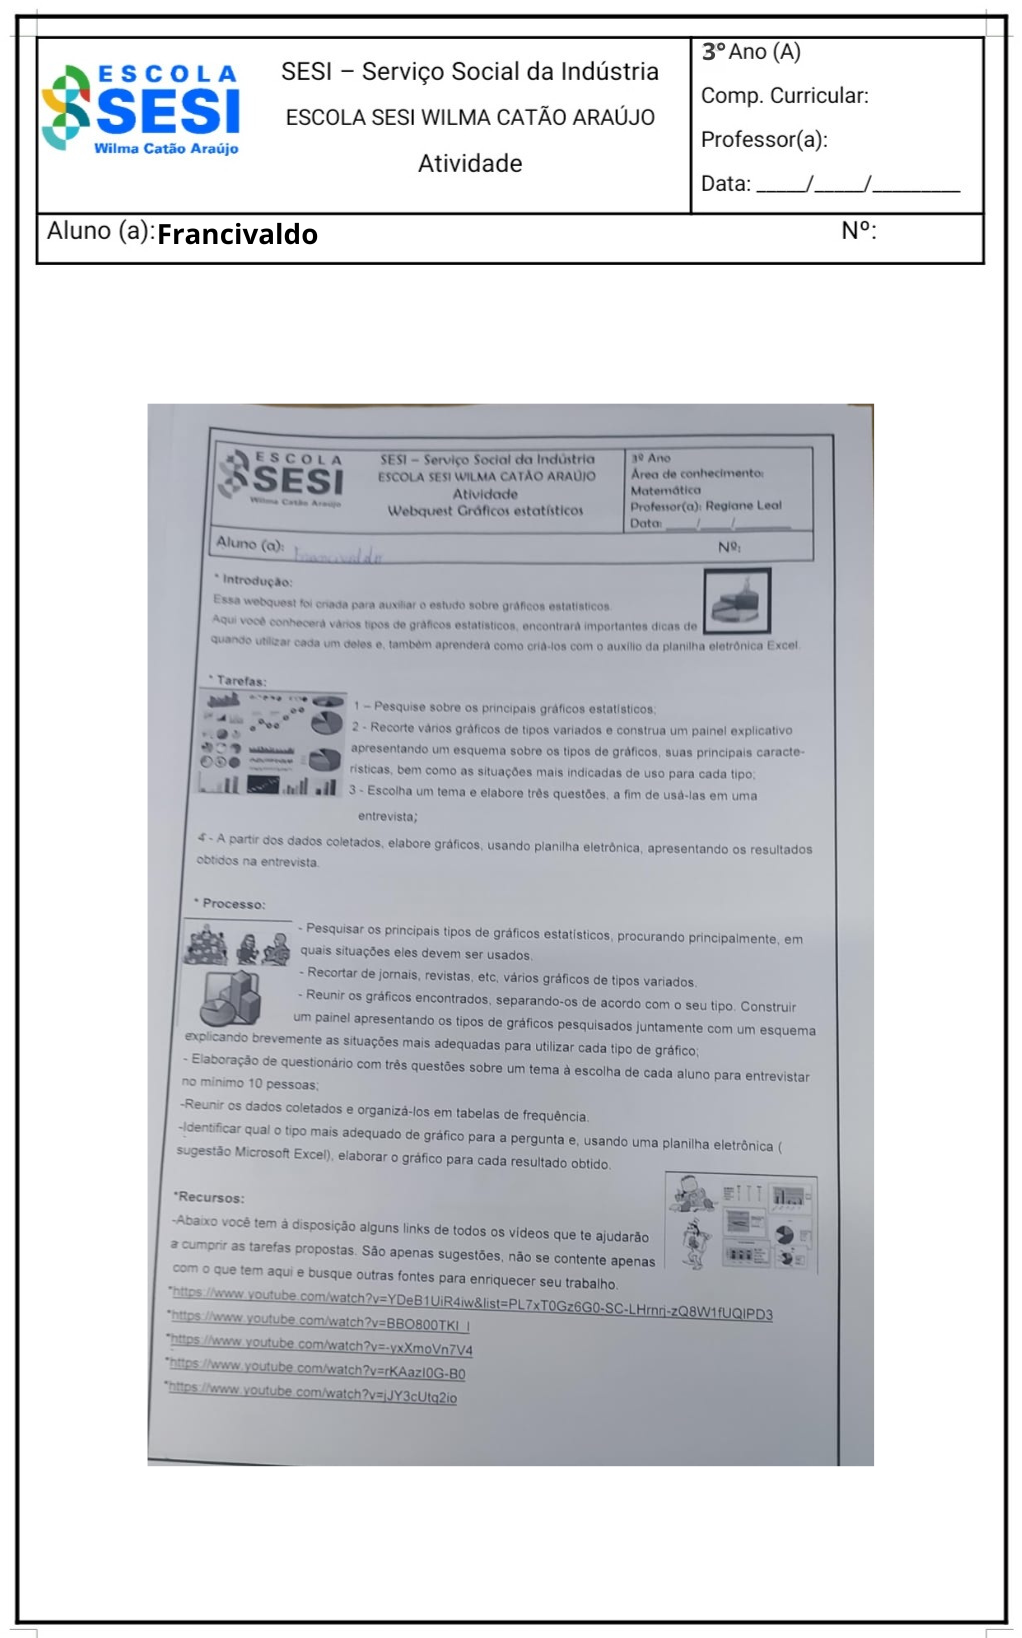 ESCOLA
SESI
Wilma Catão Araújo
SESI – Serviço Social da Indústria
ESCOLA SESI WILMA CATÃO ARAÚJO
Atividade
3º Ano (A)
Comp. Curricular:
Professor(a):
Data: _____/_____/_________
Aluno (a): Francivaldo Nº:
ESCOLA
SESI
Wilma Catão Araujo
SESI – Serviço Social da Indústria
ESCOLA SESI WILMA CATÃO ARAÚJO
Atividade
Webquest Gráficos estatísticos
3º Ano
Área de conhecimento:
Matemática
Professor(a): Regiane Leal
Data: _____/_____/_________
Aluno (a): Francivaldo Nº:
* Introdução:
Essa webquest foi criada para auxiliar o estudo sobre gráficos estatísticos.
Aqui você conhecerá vários tipos de gráficos estatísticos, encontrará importantes dicas de
quando utilizar cada um deles e, também aprenderá como criá-los com o auxílio da planilha eletrônica Excel.
* Tarefas:
1 – Pesquise sobre os principais gráficos estatísticos;
2 - Recorte vários gráficos de tipos variados e construa um painel explicativo
apresentando um esquema sobre os tipos de gráficos, suas principais caracte-
rísticas, bem como as situações mais indicadas de uso para cada tipo;
3 - Escolha um tema e elabore três questões, a fim de usá-las em uma
entrevista;
4 - A partir dos dados coletados, elabore gráficos, usando planilha eletrônica, apresentando os resultados
obtidos na entrevista.
* Processo:
- Pesquisar os principais tipos de gráficos estatísticos, procurando principalmente, em
quais situações eles devem ser usados.
- Recortar de jornais, revistas, etc, vários gráficos de tipos variados.
- Reunir os gráficos encontrados, separando-os de acordo com o seu tipo. Construir
um painel apresentando os tipos de gráficos pesquisados juntamente com um esquema
explicando brevemente as situações mais adequadas para utilizar cada tipo de gráfico;
- Elaboração de questionário com três questões sobre um tema à escolha de cada aluno para entrevistar
no mínimo 10 pessoas;
-Reunir os dados coletados e organizá-los em tabelas de frequência.
-Identificar qual o tipo mais adequado de gráfico para a pergunta e, usando uma planilha eletrônica (
sugestão Microsoft Excel), elaborar o gráfico para cada resultado obtido.
*Recursos:
-Abaixo você tem à disposição alguns links de todos os vídeos que te ajudarão
a cumprir as tarefas propostas. São apenas sugestões, não se contente apenas
com o que tem aqui e busque outras fontes para enriquecer seu trabalho.
*https://www.youtube.com/watch?v=YDeB1UiR4iw&list=PL7xT0Gz6G0-SC-LHrnrj-zQ8W1fUQIPD3
*https://www.youtube.com/watch?v=BBO800TKI_I
*https://www.youtube.com/watch?v=-yxXmoVn7V4
*https://www.youtube.com/watch?v=rKAazI0G-B0
*https://www.youtube.com/watch?v=jJY3cUtq2io